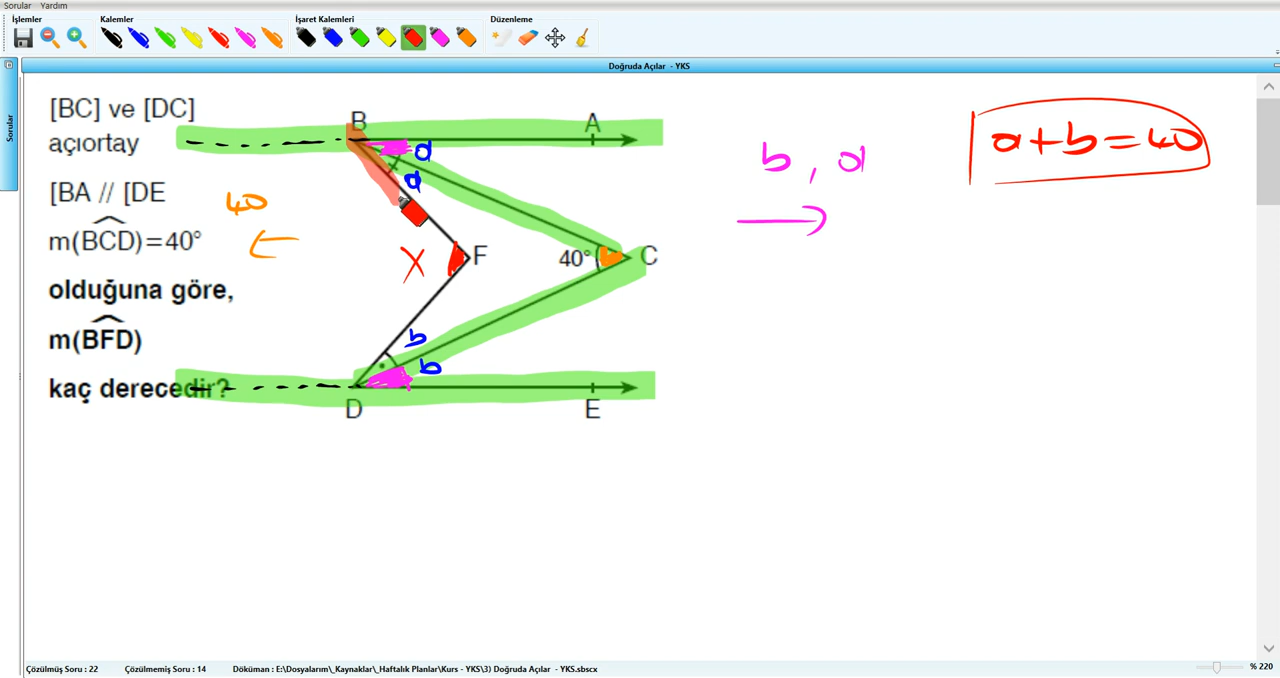 Sorular Yardım
İşlemler Kalemler İşaret Kalemleri Düzenleme
Doğruda Açılar - YKS
Sorular
[BC] ve [DC]
açıortay
[BA // [DE
m(BCD)=40°
olduğuna göre,
m(BFD)
kaç derecedir?
40
B
A
a
a
X
F
40°
C
b
b
D
E
b, a
a+b=40
Çözülmüş Soru : 22 Çözülmemiş Soru : 14 Döküman : E:\Dosyalarım\_Kaynaklar\_Haftalık Planlar\Kurs - YKS\3) Doğruda Açılar - YKS.sbscx % 220